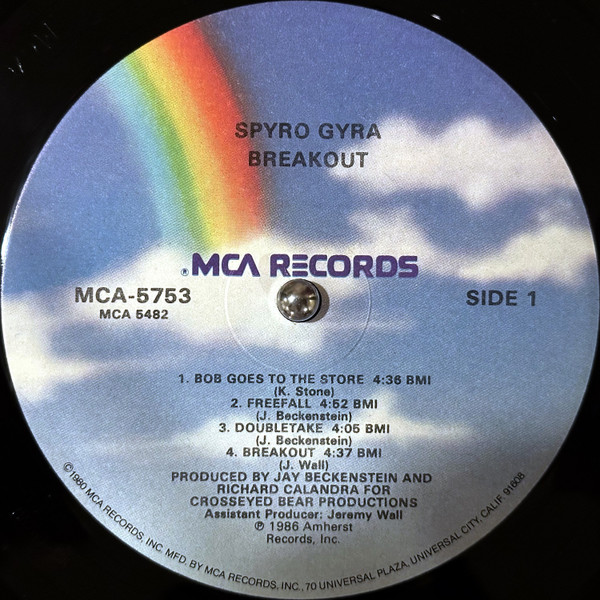 SPYRO GYRA
BREAKOUT
® MCA RECORDS
MCA-5753
MCA 5482
SIDE 1
1. BOB GOES TO THE STORE 4:36 BMI
(K. Stone)
2. FREEFALL 4:52 BMI
(J. Beckenstein)
3. DOUBLETAKE 4:05 BMI
(J. Beckenstein)
4. BREAKOUT 4:37 BMI
(J. Wall)
PRODUCED BY JAY BECKENSTEIN AND
RICHARD CALANDRA FOR
CROSSEYED BEAR PRODUCTIONS
Assistant Producer: Jeremy Wall
℗ 1986 Amherst
Records, Inc.
©1980 MCA RECORDS, INC. MFD. BY MCA RECORDS, INC., 70 UNIVERSAL PLAZA, UNIVERSAL CITY, CALIF. 91608